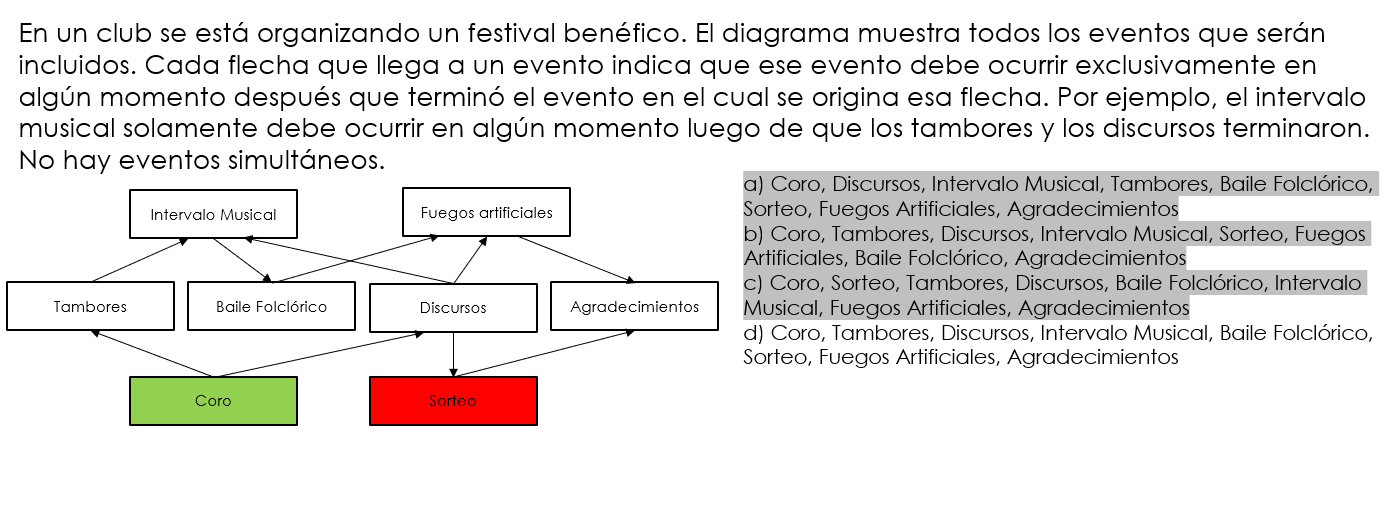 En un club se está organizando un festival benéfico. El diagrama muestra todos los eventos que serán
incluidos. Cada flecha que llega a un evento indica que ese evento debe ocurrir exclusivamente en
algún momento después que terminó el evento en el cual se origina esa flecha. Por ejemplo, el intervalo
musical solamente debe ocurrir en algún momento luego de que los tambores y los discursos terminaron.
No hay eventos simultáneos.
Intervalo Musical
Fuegos artificiales
Tambores
Baile Folclórico
Discursos
Agradecimientos
Coro
Sorteo
a) Coro, Discursos, Intervalo Musical, Tambores, Baile Folclórico,
Sorteo, Fuegos Artificiales, Agradecimientos
b) Coro, Tambores, Discursos, Intervalo Musical, Sorteo, Fuegos
Artificiales, Baile Folclórico, Agradecimientos
c) Coro, Sorteo, Tambores, Discursos, Baile Folclórico, Intervalo
Musical, Fuegos Artificiales, Agradecimientos
d) Coro, Tambores, Discursos, Intervalo Musical, Baile Folclórico,
Sorteo, Fuegos Artificiales, Agradecimientos